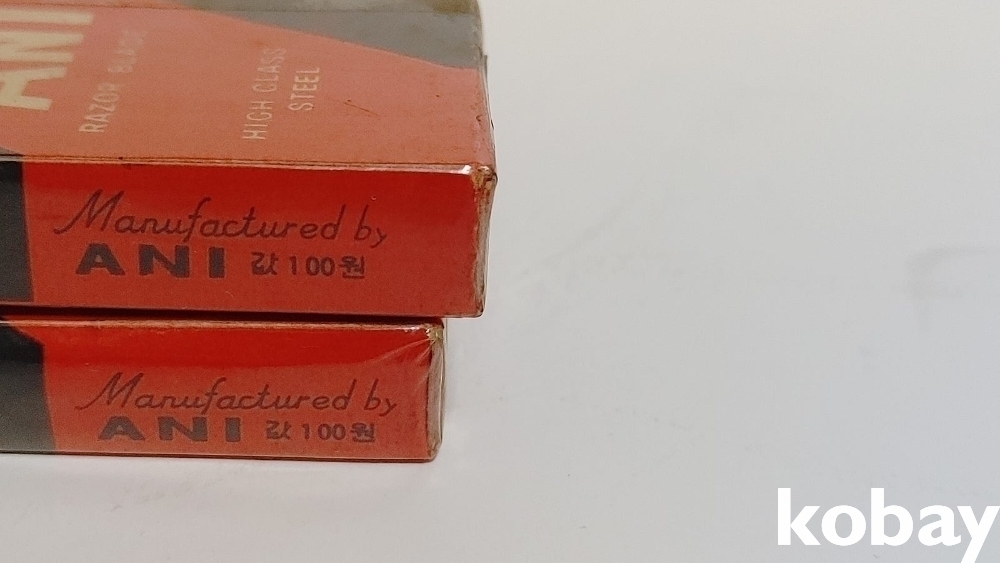 ANI
RAZOR BLADE
HIGH CLASS
STEEL
Manufactured by
ANI 값 100원
Manufactured by
ANI 값 100원
kobay